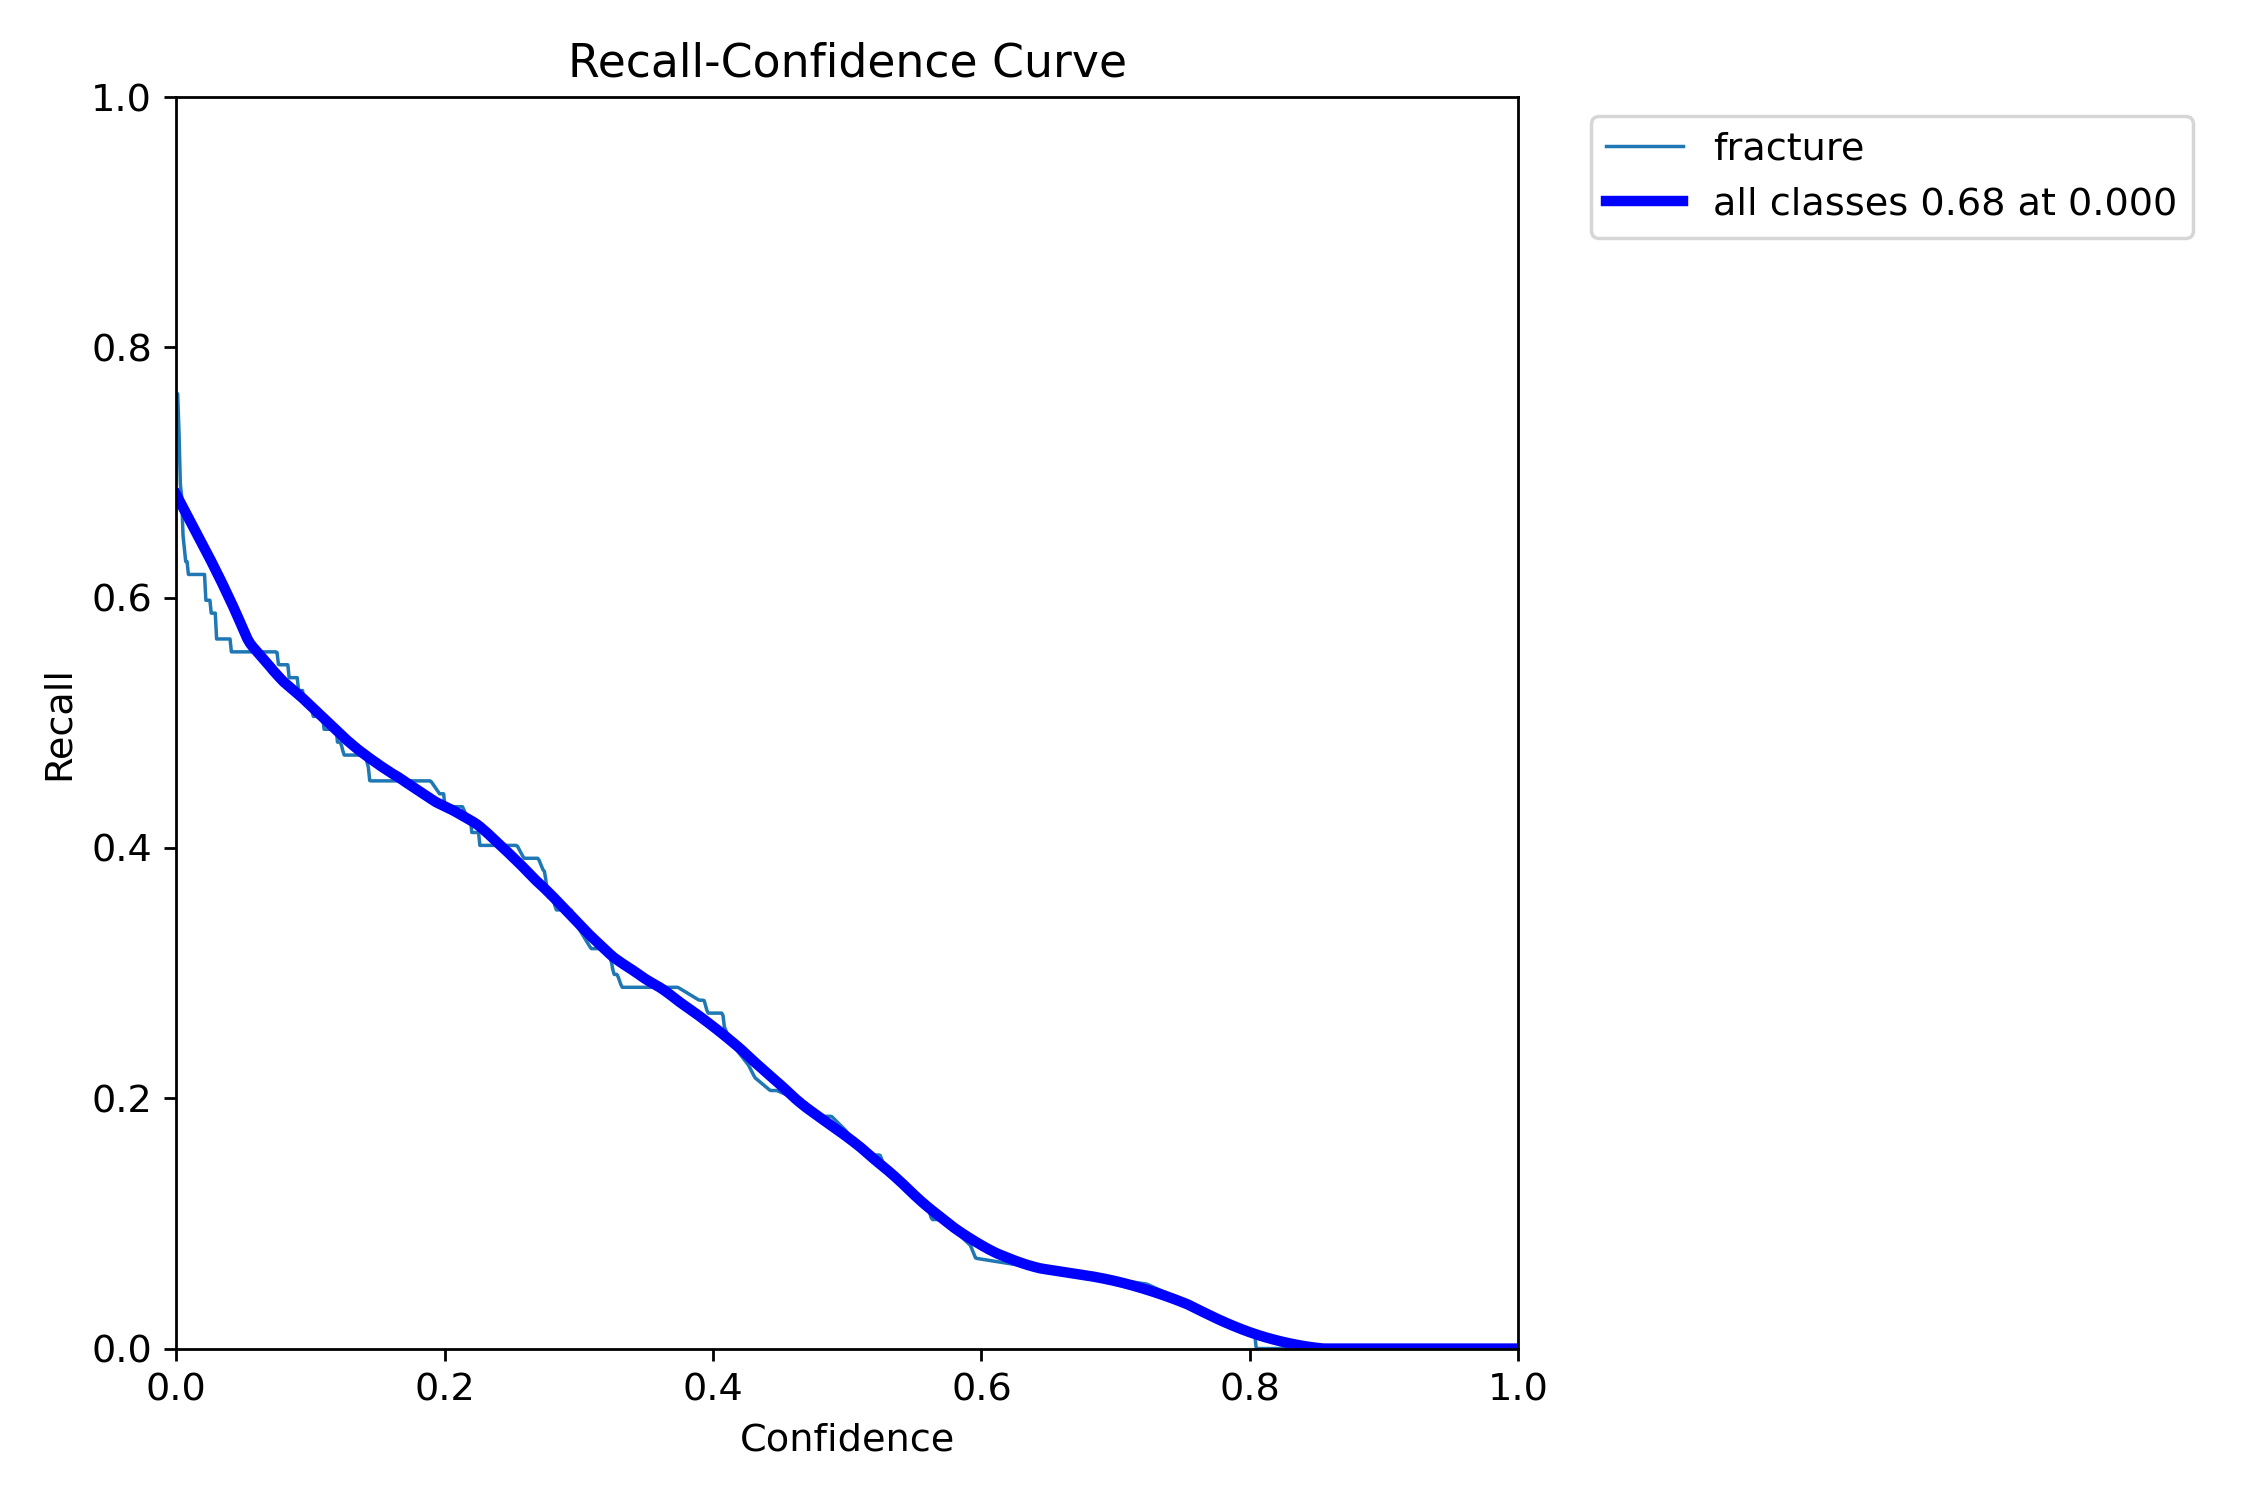 Recall-Confidence Curve
fracture
all classes 0.68 at 0.000
1.0
0.8
0.6
0.4
0.2
0.0
Recall
0.0 0.2 0.4 0.6 0.8 1.0
Confidence